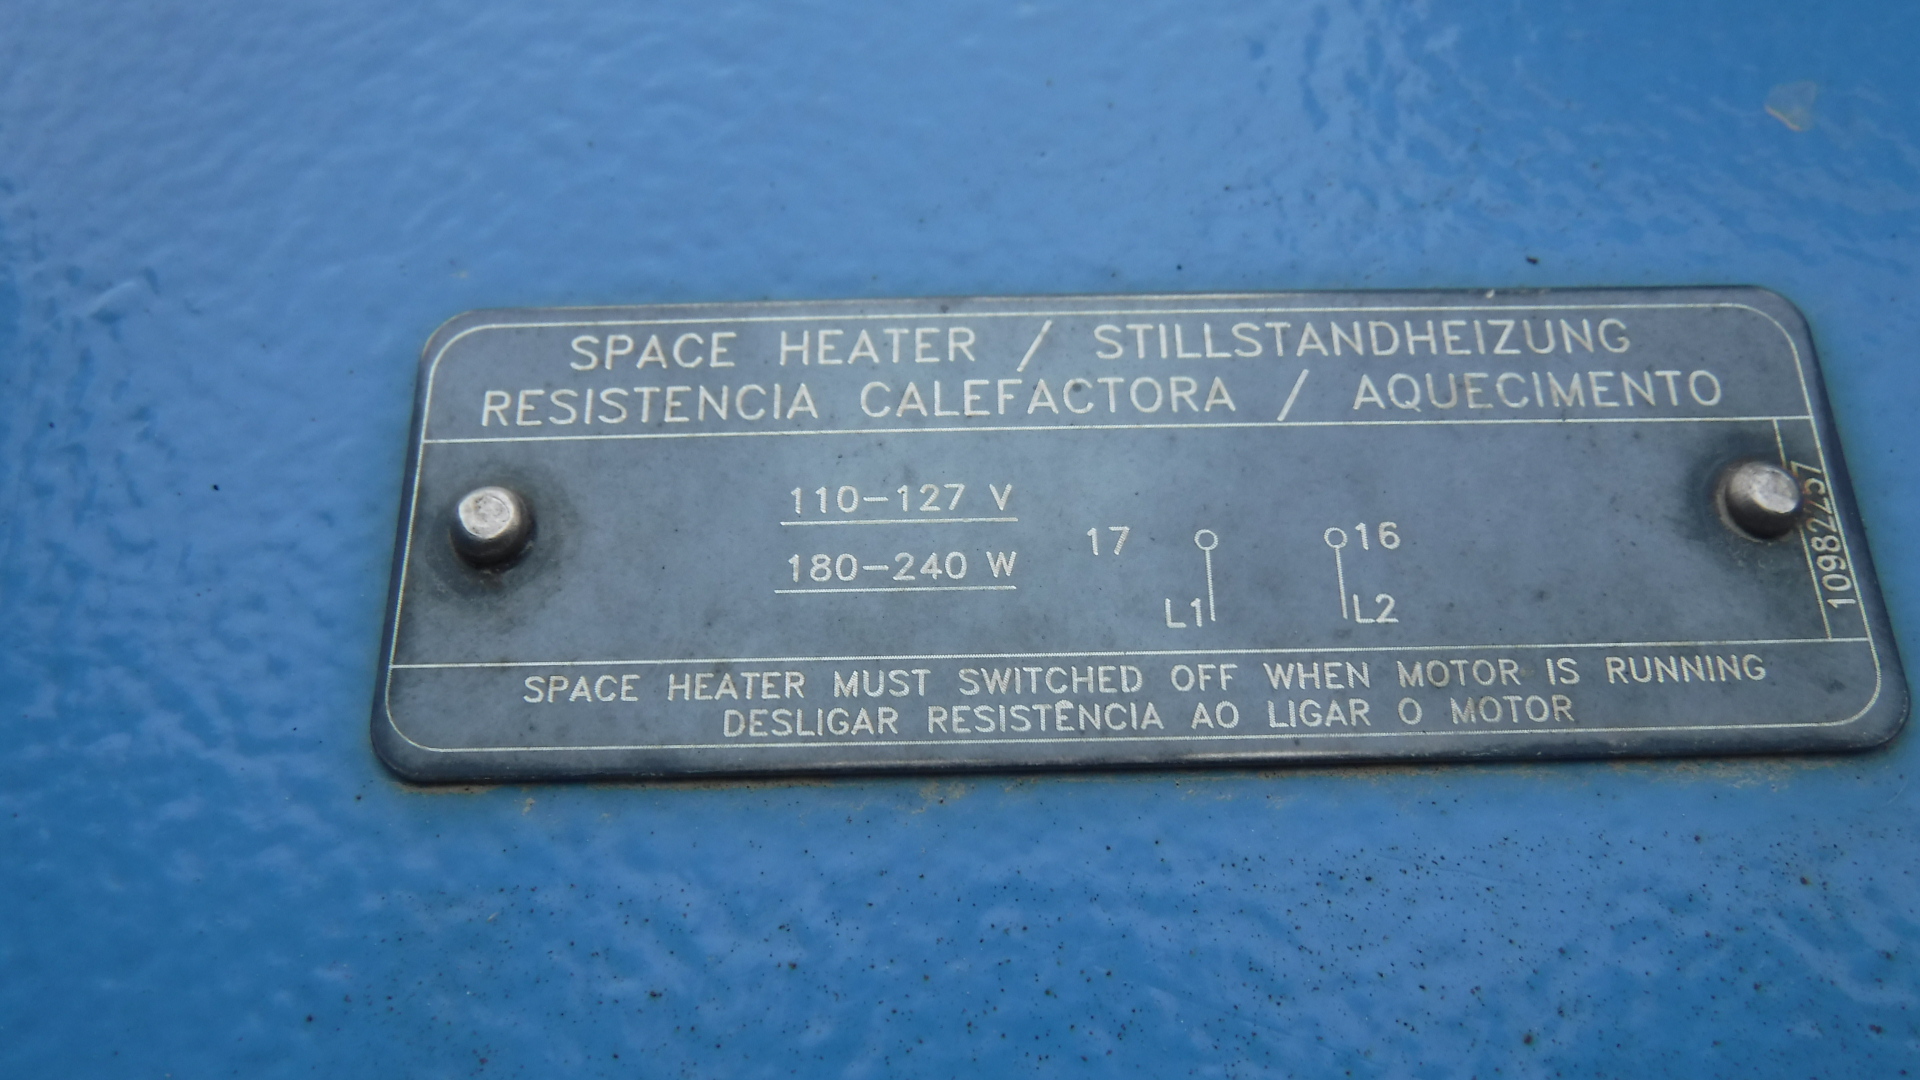 SPACE HEATER / STILLSTANDHEIZUNG
RESISTENCIA CALEFACTORA / AQUECIMENTO
110-127 V
180-240 W
17
16
L1
L2
10982457
SPACE HEATER MUST SWITCHED OFF WHEN MOTOR IS RUNNING
DESLIGAR RESISTÊNCIA AO LIGAR O MOTOR